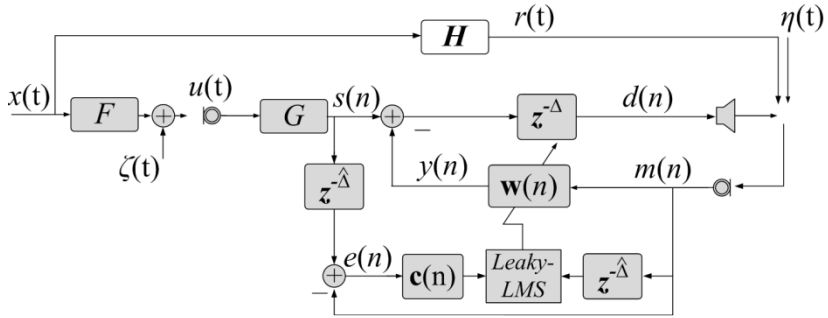 r(t)
η(t)
H
x(t)
u(t)
F
+
ζ(t)
G
s(n)
+
−
z^{-Δ}
d(n)
y(n)
w(n)
m(n)
z^{-Δ̂}
e(n)
+
−
c(n)
Leaky-
LMS
z^{-Δ̂}